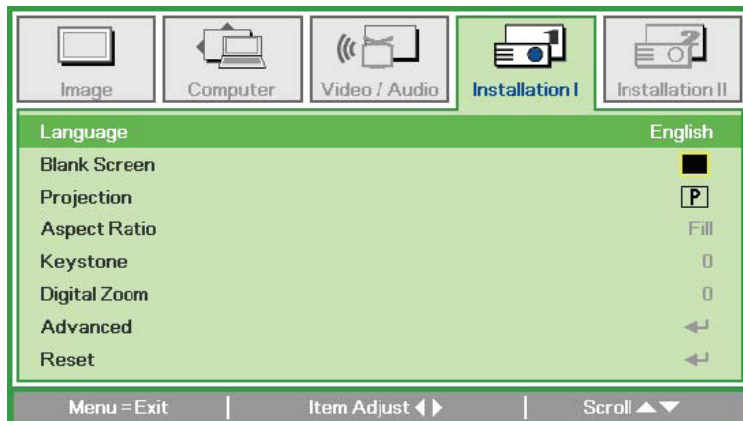 Image
Computer
Video / Audio
Installation I
Installation II
Language English
Blank Screen
Projection P
Aspect Ratio Fill
Keystone 0
Digital Zoom 0
Advanced
Reset
Menu = Exit | Item Adjust ◀ ▶ | Scroll ▲▼